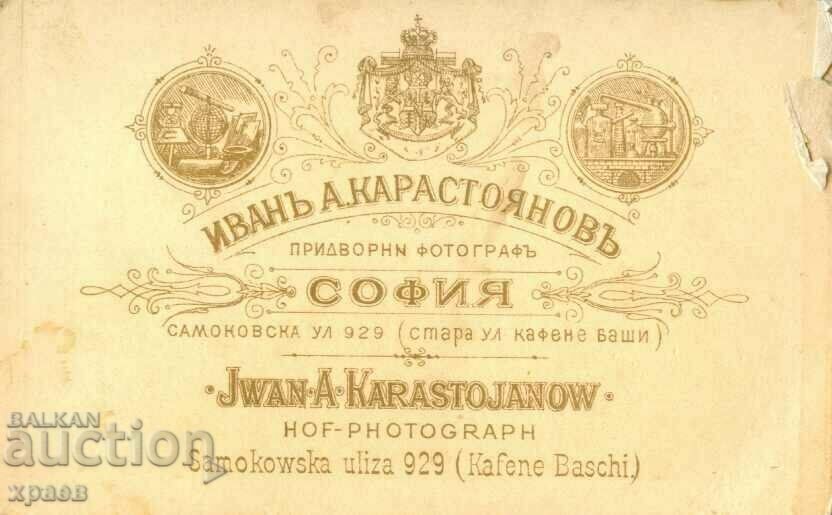 ИВАНЪ А. КАРАСТОЯНОВЪ
ПРИДВОРНИ ФОТОГРАФЪ
СОФИЯ
САМОКОВСКА УЛ 929 (СТАРА УЛ КАФЕНЕ БАШИ)
·JWAN·A·KARASTOJANOW·
HOF-PHOTOGRAPH
Samokowska uliza 929 (Kafene Baschi.)
BALKAN
auction
храов